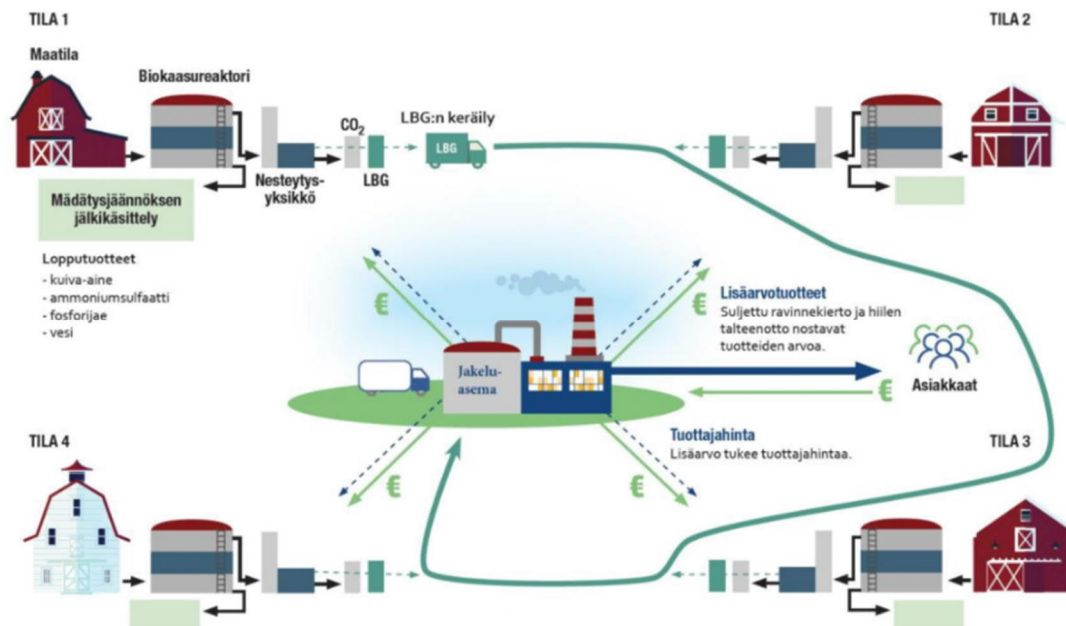 TILA 1
TILA 2
Maatila
Biokaasureaktori
CO2
LBG:n keräily
LBG
Nesteytys-
yksikkö
LBG
Mädätysjäännöksen
jälkikäsittely
Lopputuotteet
- kuiva-aine
- ammoniumsulfaatti
- fosforijae
- vesi
€
€
Lisäarvotuotteet
Suljettu ravinnekierto ja hiilen
talteenotto nostavat
tuotteiden arvoa.
Jakelu-
asema
€
Asiakkaat
Tuottajahinta
Lisäarvo tukee tuottajahintaa.
TILA 4
TILA 3
€
€